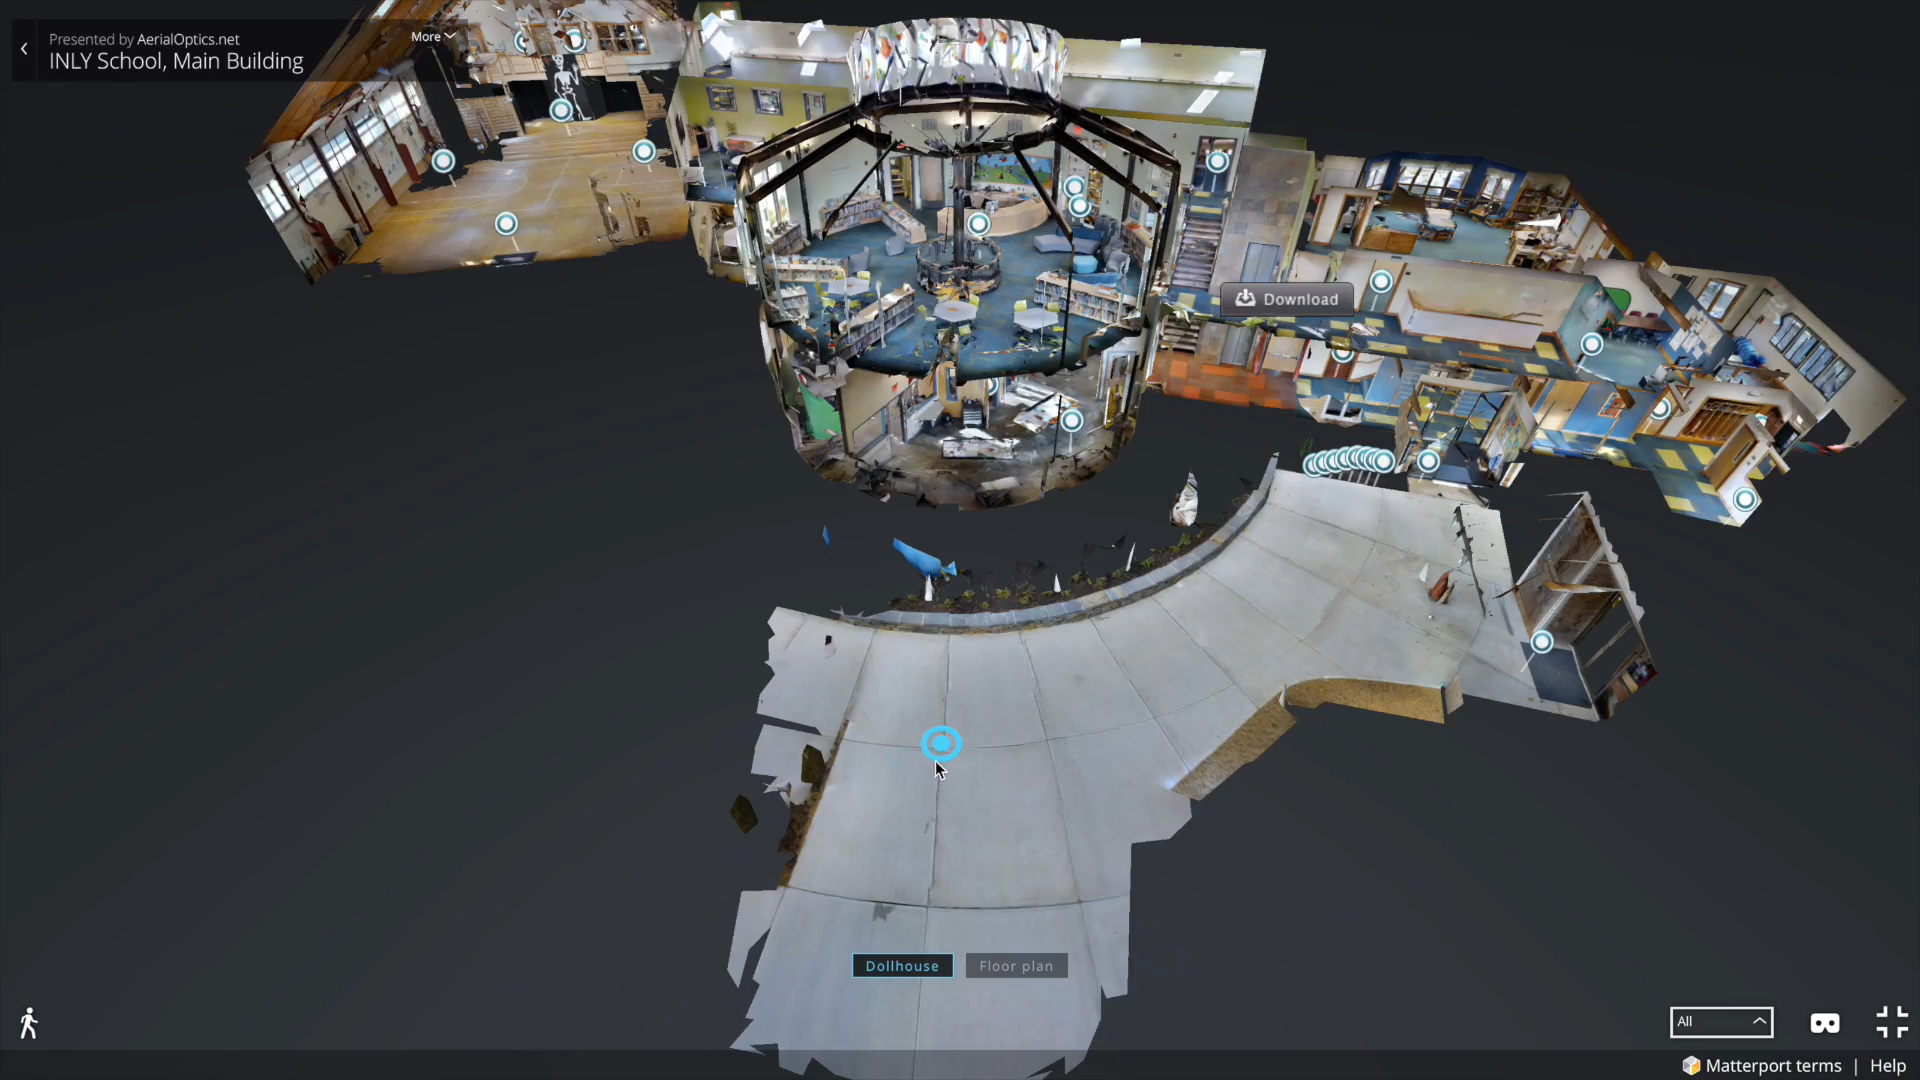 Presented by AerialOptics.net
More
INLY School, Main Building
Download
Dollhouse
Floor plan
All
Matterport terms | Help